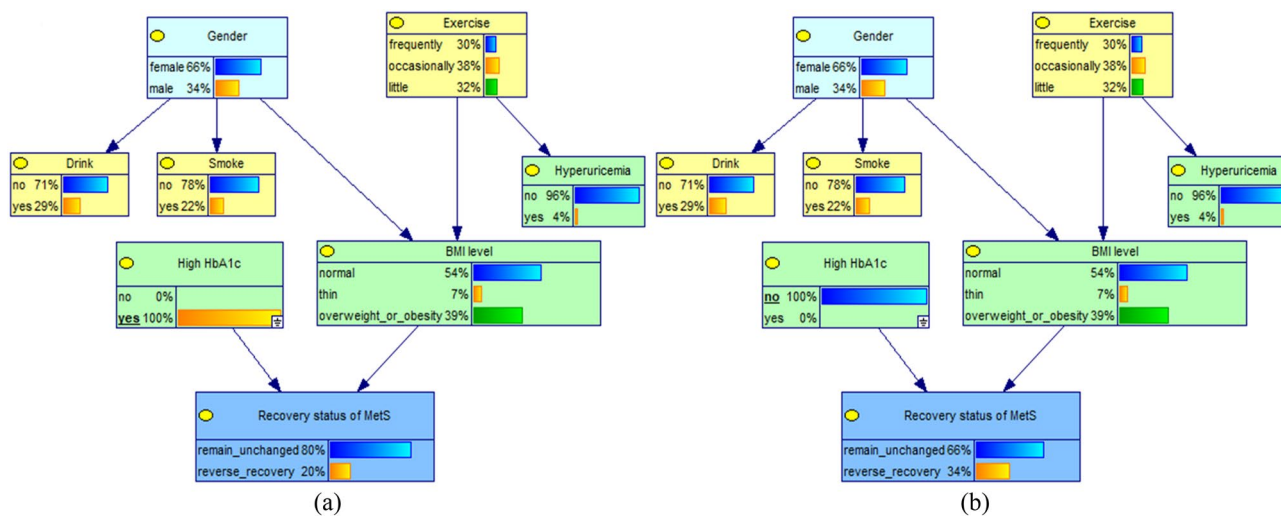 Gender
female 66%
male 34%
Exercise
frequently 30%
occasionally 38%
little 32%
Drink
no 71%
yes 29%
Smoke
no 78%
yes 22%
Hyperuricemia
no 96%
yes 4%
High HbA1c
no 0%
yes 100%
BMI level
normal 54%
thin 7%
overweight_or_obesity 39%
Recovery status of MetS
remain_unchanged 80%
reverse_recovery 20%
(a)
Gender
female 66%
male 34%
Exercise
frequently 30%
occasionally 38%
little 32%
Drink
no 71%
yes 29%
Smoke
no 78%
yes 22%
Hyperuricemia
no 96%
yes 4%
High HbA1c
no 100%
yes 0%
BMI level
normal 54%
thin 7%
overweight_or_obesity 39%
Recovery status of MetS
remain_unchanged 66%
reverse_recovery 34%
(b)